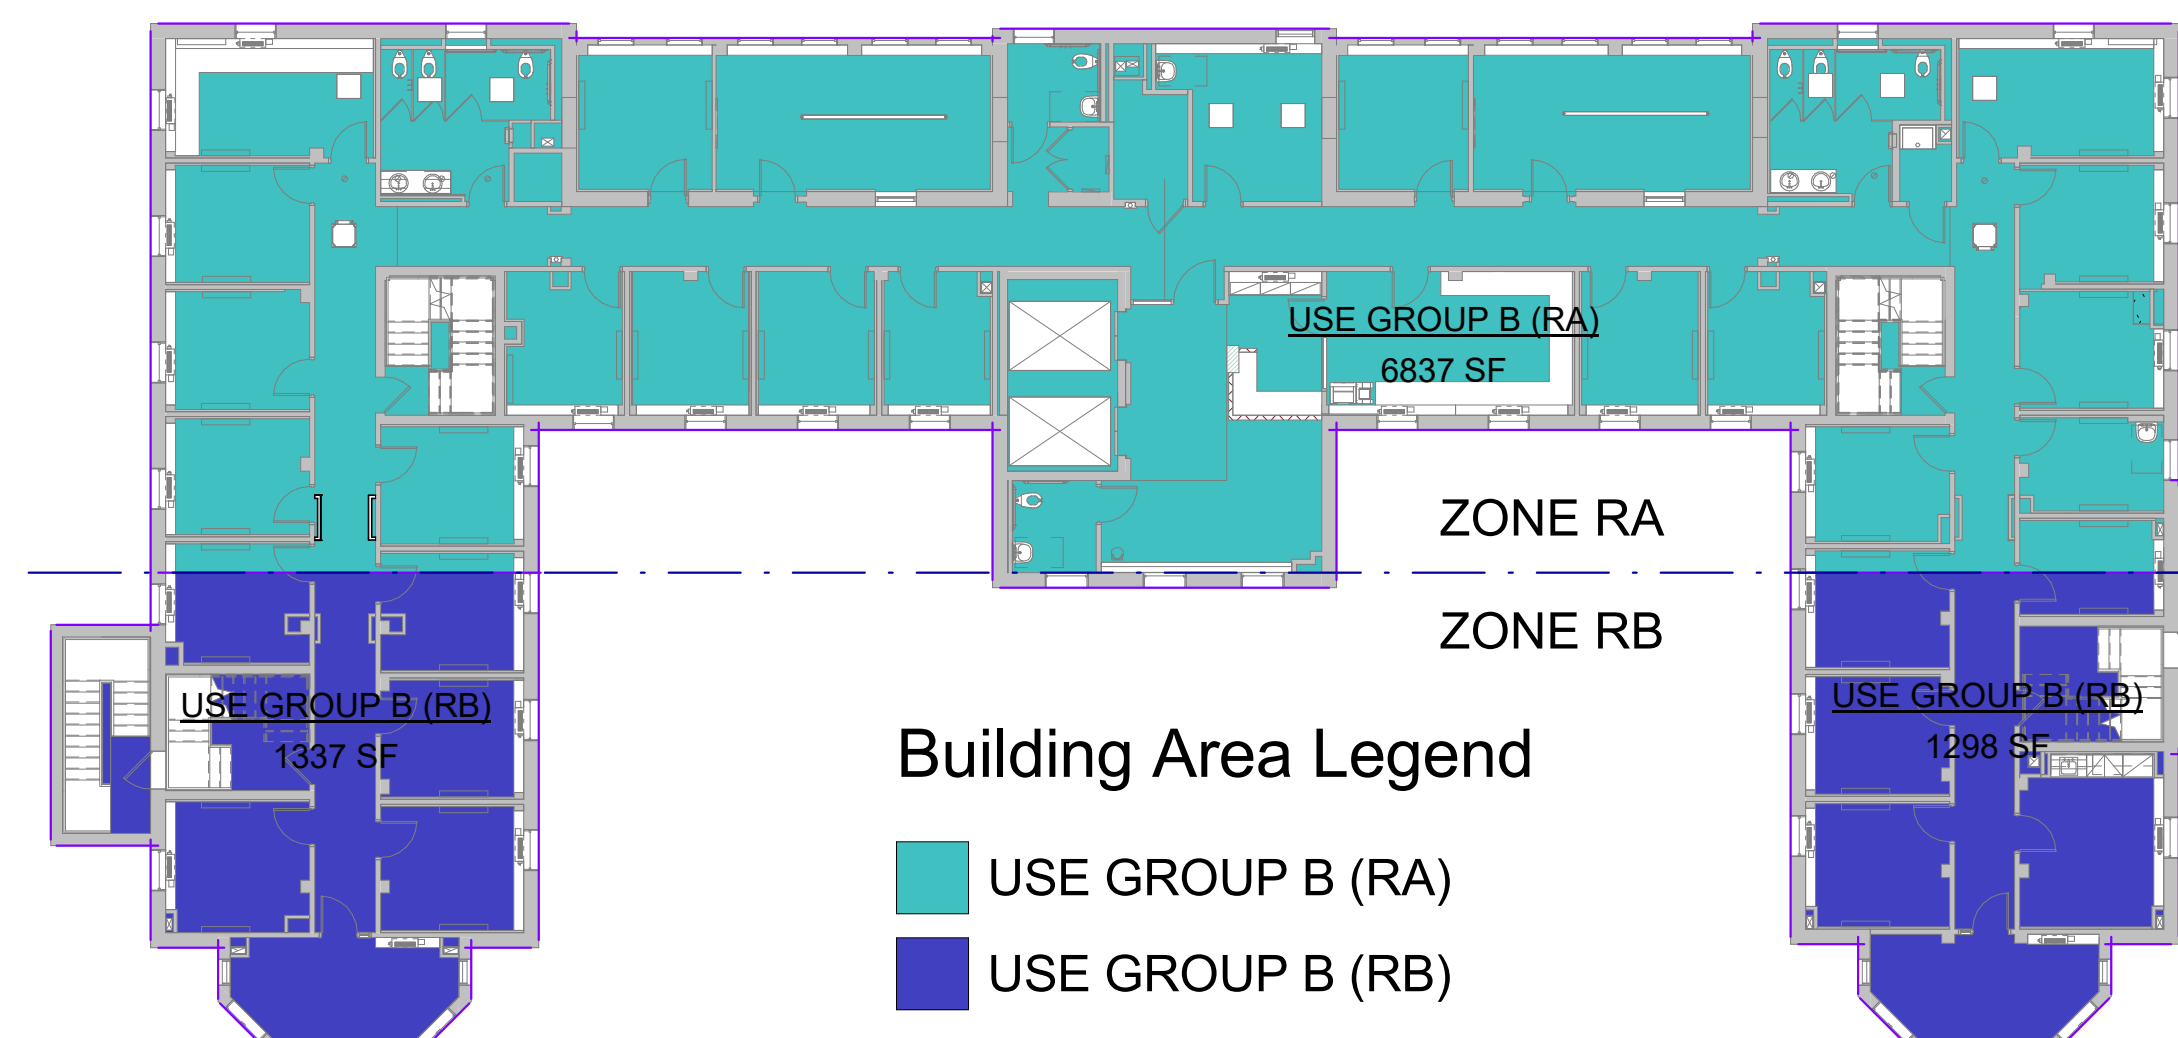 USE GROUP B (RA)
6837 SF
ZONE RA
ZONE RB
USE GROUP B (RB)
1337 SF
USE GROUP B (RB)
1298 SF
Building Area Legend
USE GROUP B (RA)
USE GROUP B (RB)